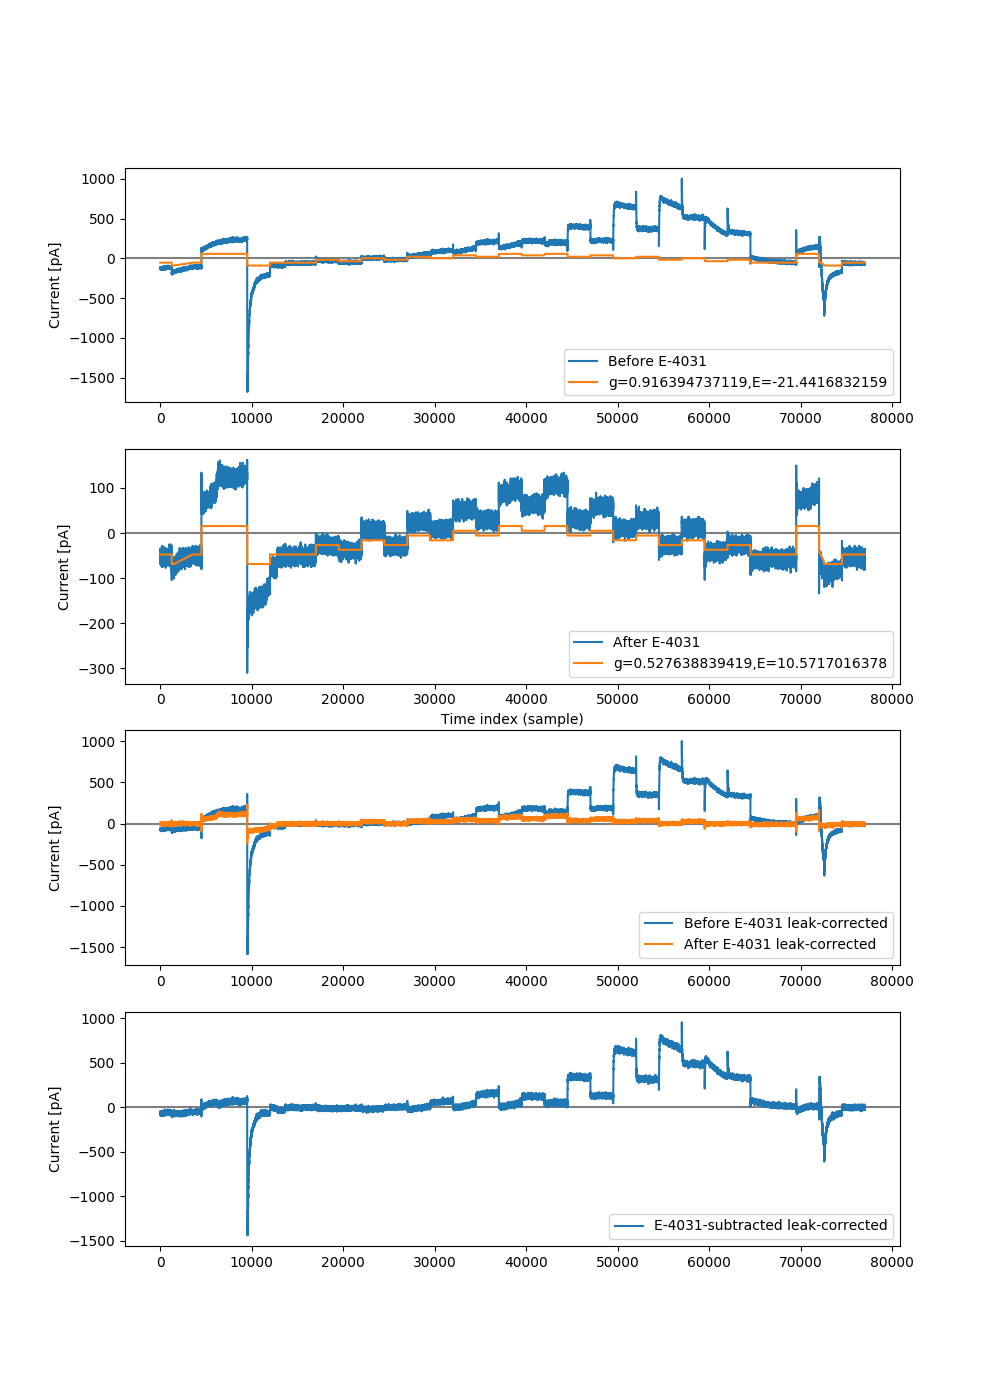 1000
500
0
−500
−1000
−1500
Current [pA]
Before E-4031
g=0.916394737119,E=-21.4416832159
0 10000 20000 30000 40000 50000 60000 70000 80000
100
0
−100
−200
−300
Current [pA]
After E-4031
g=0.527638839419,E=10.5717016378
0 10000 20000 30000 40000 50000 60000 70000 80000
Time index (sample)
1000
500
0
−500
−1000
−1500
Current [pA]
Before E-4031 leak-corrected
After E-4031 leak-corrected
0 10000 20000 30000 40000 50000 60000 70000 80000
1000
500
0
−500
−1000
−1500
Current [pA]
E-4031-subtracted leak-corrected
0 10000 20000 30000 40000 50000 60000 70000 80000